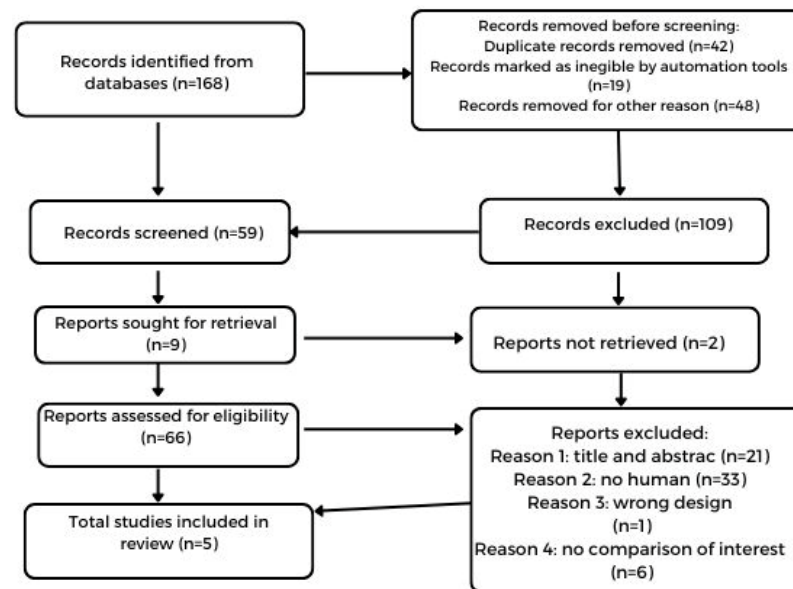 Records identified from
databases (n=168)
Records removed before screening:
Duplicate records removed (n=42)
Records marked as inegible by automation tools
(n=19)
Records removed for other reason (n=48)
Records screened (n=59)
Records excluded (n=109)
Reports sought for retrieval
(n=9)
Reports not retrieved (n=2)
Reports assessed for eligibility
(n=66)
Reports excluded:
Reason 1: title and abstrac (n=21)
Reason 2: no human (n=33)
Reason 3: wrong design
(n=1)
Reason 4: no comparison of interest
(n=6)
Total studies included in
review (n=5)